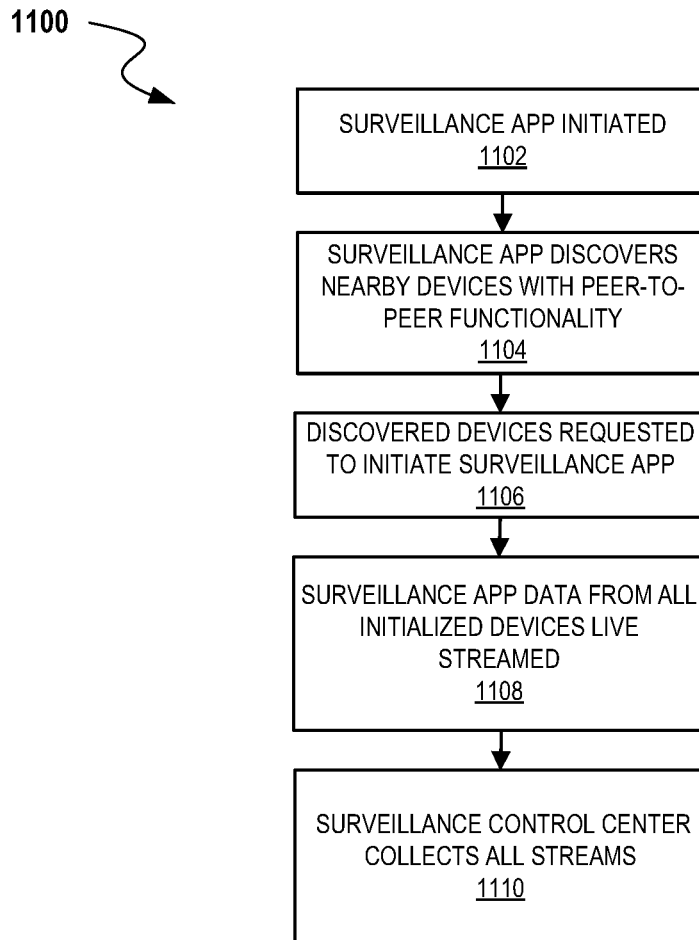 1100
SURVEILLANCE APP INITIATED
1102
SURVEILLANCE APP DISCOVERS
NEARBY DEVICES WITH PEER-TO-
PEER FUNCTIONALITY
1104
DISCOVERED DEVICES REQUESTED
TO INITIATE SURVEILLANCE APP
1106
SURVEILLANCE APP DATA FROM ALL
INITIALIZED DEVICES LIVE
STREAMED
1108
SURVEILLANCE CONTROL CENTER
COLLECTS ALL STREAMS
1110